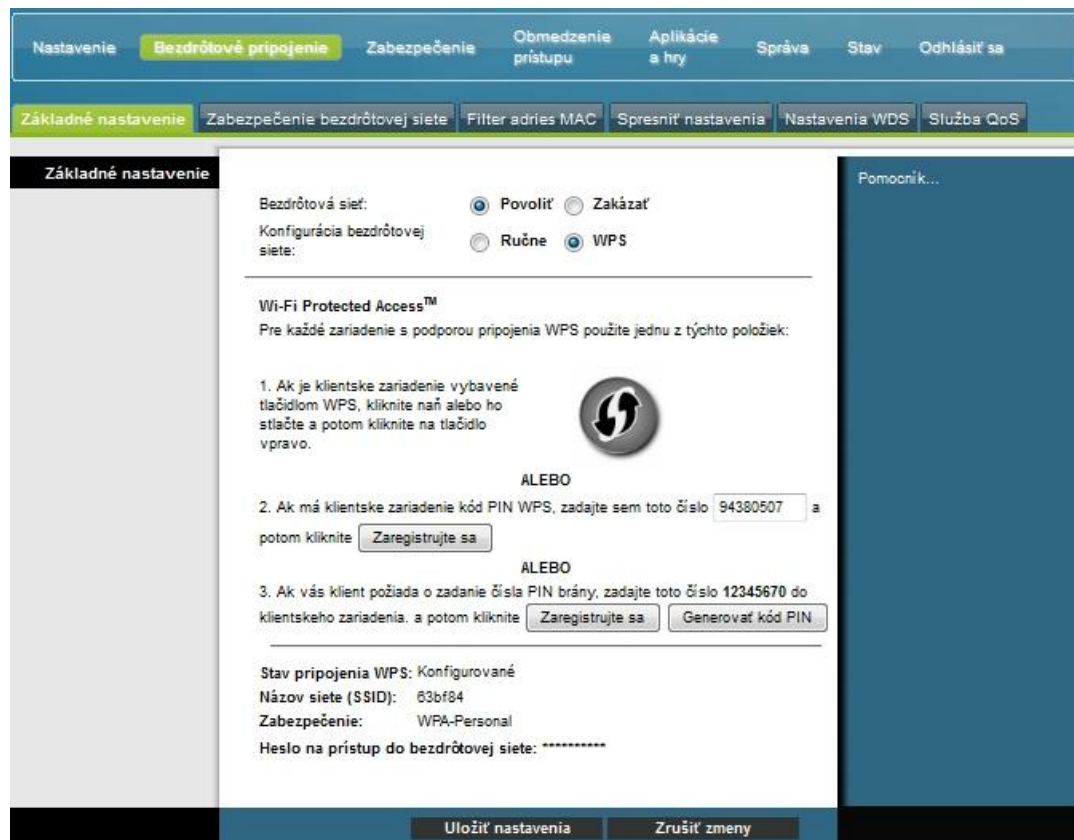 Nastavenie Bezdrôtové pripojenie Zabezpečenie Obmedzenie prístupu Aplikácie a hry Správa Stav Odhlásiť sa
Základné nastavenie Zabezpečenie bezdrôtovej siete Filter adries MAC Spresniť nastavenia Nastavenia WDS Služba QoS
Základné nastavenie
Pomocník...
Bezdrôtová sieť: Povoliť Zakázať
Konfigurácia bezdrôtovej
siete: Ručne WPS
Wi-Fi Protected Access™
Pre každé zariadenie s podporou pripojenia WPS použite jednu z týchto položiek:
1. Ak je klientske zariadenie vybavené
tlačidlom WPS, kliknite naň alebo ho
stlačte a potom kliknite na tlačidlo
vpravo.
ALEBO
2. Ak má klientske zariadenie kód PIN WPS, zadajte sem toto číslo 94380507 a
potom kliknite Zaregistrujte sa
ALEBO
3. Ak vás klient požiada o zadanie čísla PIN brány, zadajte toto číslo 12345670 do
klientskeho zariadenia. a potom kliknite Zaregistrujte sa Generovať kód PIN
Stav pripojenia WPS: Konfigurované
Názov siete (SSID): 63bf84
Zabezpečenie: WPA-Personal
Heslo na prístup do bezdrôtovej siete: **********
Uložiť nastavenia Zrušiť zmeny